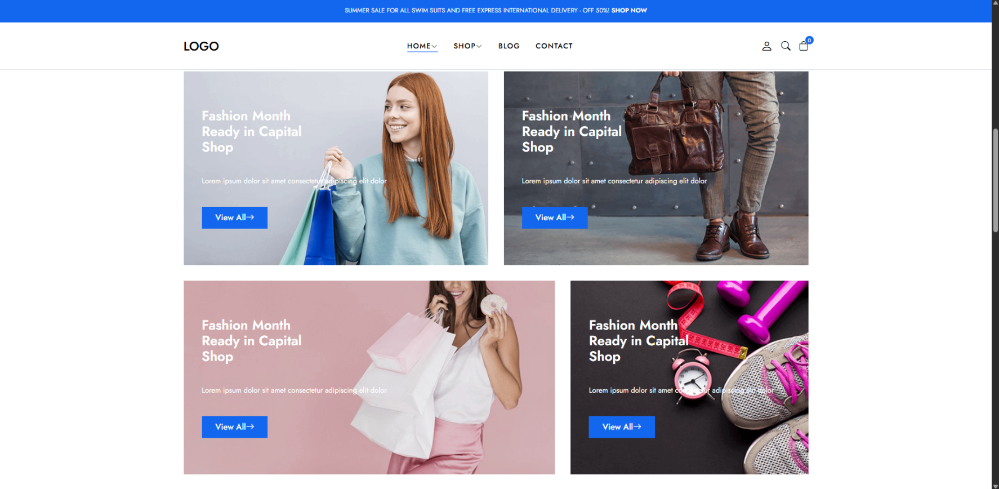 SUMMER SALE FOR ALL SWIM SUITS AND FREE EXPRESS INTERNATIONAL DELIVERY - OFF 50%! SHOP NOW
LOGO
HOME
SHOP
BLOG
CONTACT
0
Fashion Month
Ready in Capital
Shop
Lorem ipsum dolor sit amet consectetur adipiscing elit dolor
View All→
Fashion Month
Ready in Capital
Shop
Lorem ipsum dolor sit amet consectetur adipiscing elit dolor
View All→
Fashion Month
Ready in Capital
Shop
Lorem ipsum dolor sit amet consectetur adipiscing elit dolor
View All→
Fashion Month
Ready in Capital
Shop
Lorem ipsum dolor sit amet consectetur adipiscing elit dolor
View All→